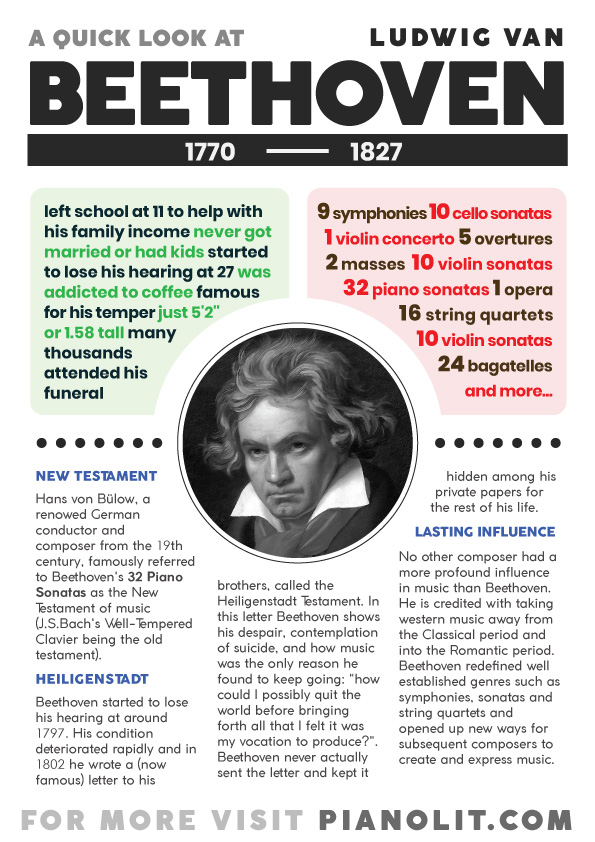 A QUICK LOOK AT
LUDWIG VAN
BEETHOVEN
1770 — 1827
left school at 11 to help with
his family income never got
married or had kids started
to lose his hearing at 27 was
addicted to coffee famous
for his temper just 5'2"
or 1.58 tall many
thousands
attended his
funeral
9 symphonies 10 cello sonatas
1 violin concerto 5 overtures
2 masses 10 violin sonatas
32 piano sonatas 1 opera
16 string quartets
10 violin sonatas
24 bagatelles
and more...
NEW TESTAMENT
Hans von Bülow, a
renowed German
conductor and
composer from the 19th
century, famously referred
to Beethoven's 32 Piano
Sonatas as the New
Testament of music
(J.S.Bach's Well-Tempered
Clavier being the old
testament).
HEILIGENSTADT
Beethoven started to lose
his hearing at around
1797. His condition
deteriorated rapidly and in
1802 he wrote a (now
famous) letter to his
brothers, called the
Heiligenstadt Testament. In
this letter Beethoven shows
his despair, contemplation
of suicide, and how music
was the only reason he
found to keep going: "how
could I possibly quit the
world before bringing
forth all that I felt it was
my vocation to produce?".
Beethoven never actually
sent the letter and kept it
hidden among his
private papers for
the rest of his life.
LASTING INFLUENCE
No other composer had a
more profound influence
in music than Beethoven.
He is credited with taking
western music away from
the Classical period and
into the Romantic period.
Beethoven redefined well
established genres such as
symphonies, sonatas and
string quartets and
opened up new ways for
subsequent composers to
create and express music.
FOR MORE VISIT PIANOLIT.COM